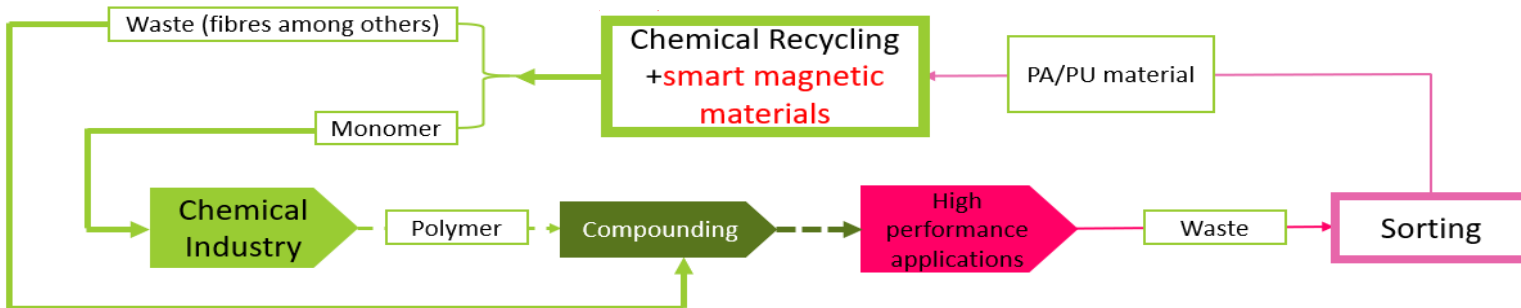 Waste (fibres among others)
Chemical Recycling
+smart magnetic
materials
PA/PU material
Monomer
Chemical
Industry
Polymer
Compounding
High
performance
applications
Waste
Sorting